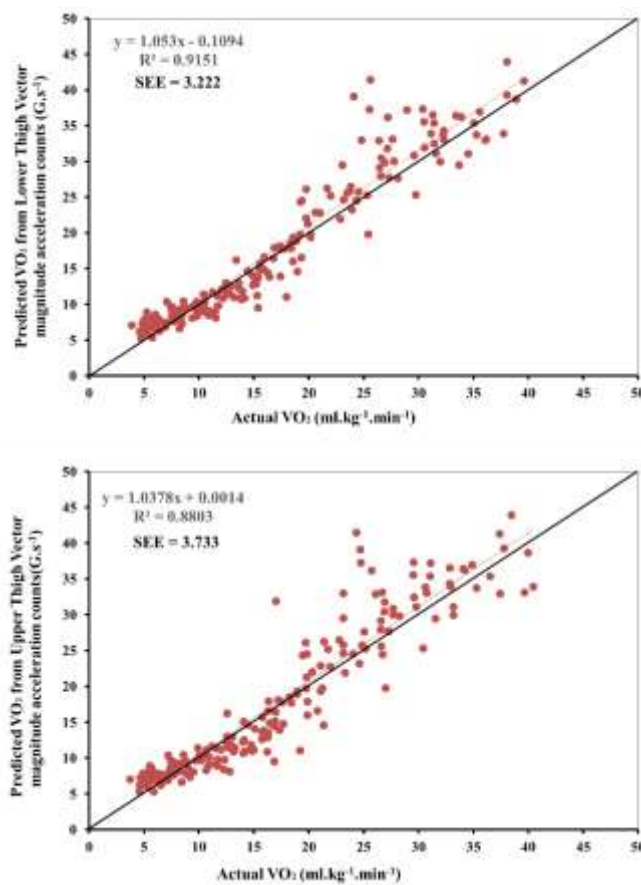 50
45
40
35
30
25
20
15
10
5
0
y = 1.053x - 0.1094
R² = 0.9151
SEE = 3.222
Predicted VO₂ from Lower Thigh Vector
magnitude acceleration counts (G.s⁻¹)
0 5 10 15 20 25 30 35 40 45 50
Actual VO₂ (ml.kg⁻¹.min⁻¹)
50
45
40
35
30
25
20
15
10
5
0
y = 1.0378x + 0.0014
R² = 0.8803
SEE = 3.733
Predicted VO₂ from Upper Thigh Vector
magnitude acceleration counts(G.s⁻¹)
0 5 10 15 20 25 30 35 40 45 50
Actual VO₂ (ml.kg⁻¹.min⁻¹)